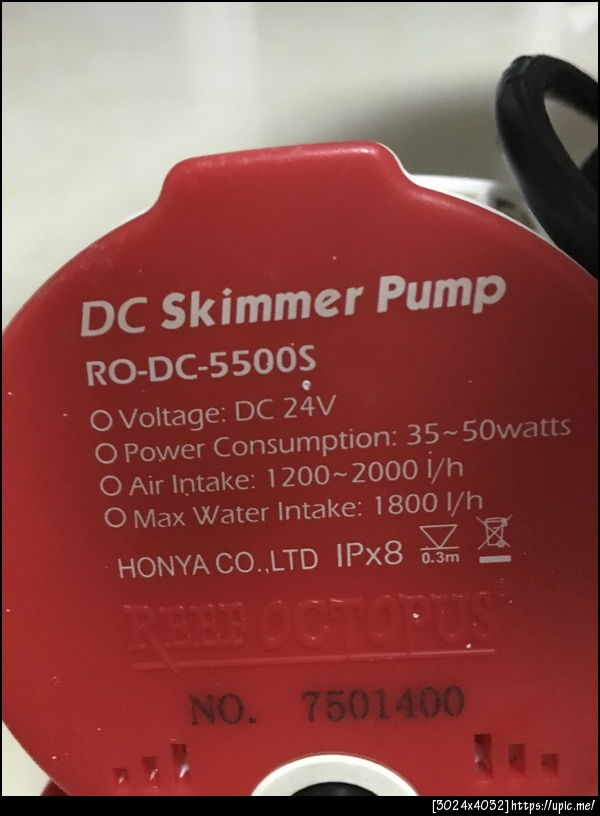 DC Skimmer Pump
RO-DC-5500S
Voltage: DC 24V
Power Consumption: 35~50watts
Air Intake: 1200~2000 l/h
Max Water Intake: 1800 l/h
HONYA CO.,LTD IPx8 0.3m
REEF OCTOPUS®
NO. 7501400
[3024x4032]https://upic.me/